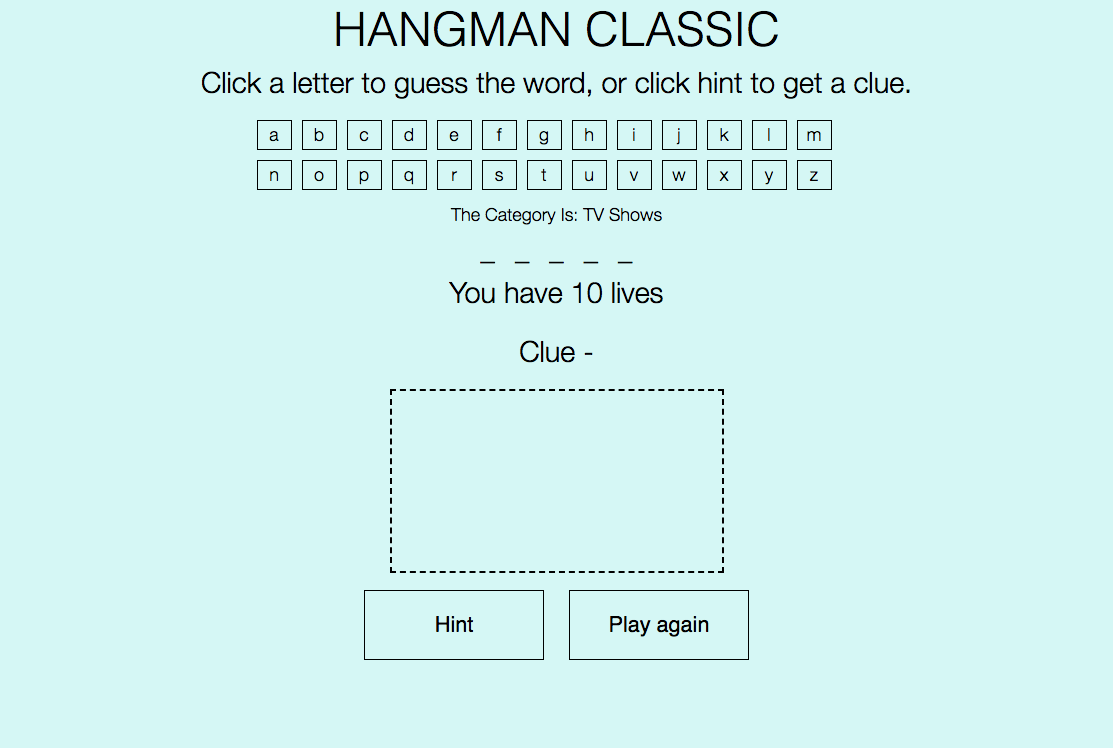 HANGMAN CLASSIC
Click a letter to guess the word, or click hint to get a clue.
a b c d e f g h i j k l m
n o p q r s t u v w x y z
The Category Is: TV Shows
_ _ _ _ _
You have 10 lives
Clue -
Hint Play again